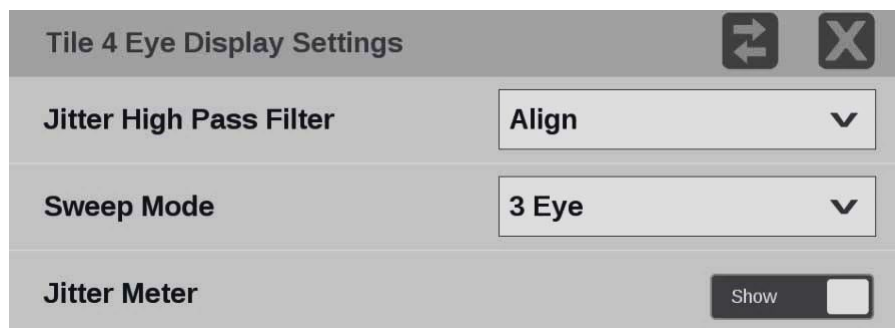 Tile 4 Eye Display Settings
Jitter High Pass Filter Align
Sweep Mode 3 Eye
Jitter Meter Show